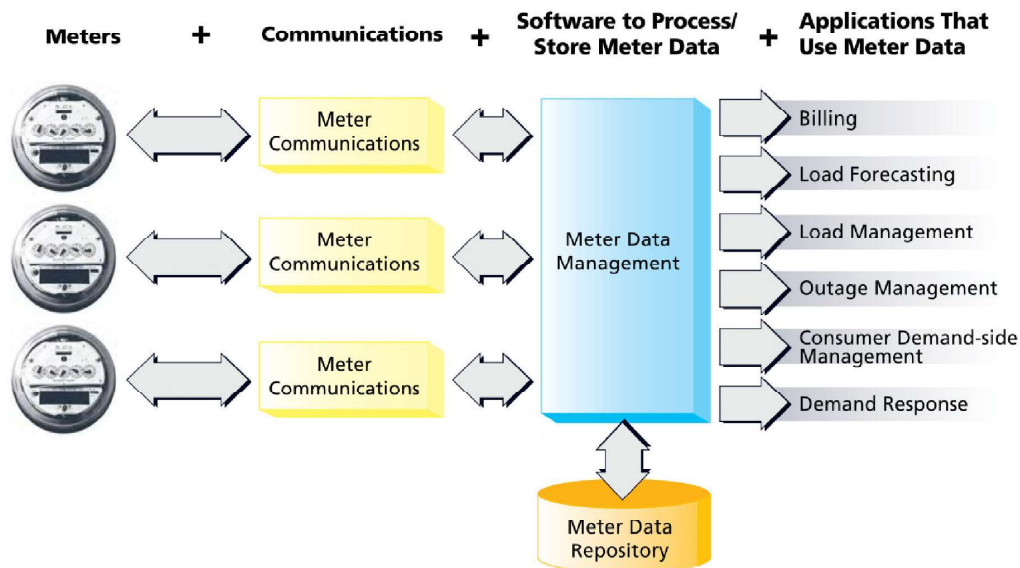 Meters + Communications + Software to Process/ Store Meter Data + Applications That Use Meter Data
Meter
Communications
Meter
Communications
Meter
Communications
Meter Data
Management
Meter Data
Repository
Billing
Load Forecasting
Load Management
Outage Management
Consumer Demand-side
Management
Demand Response